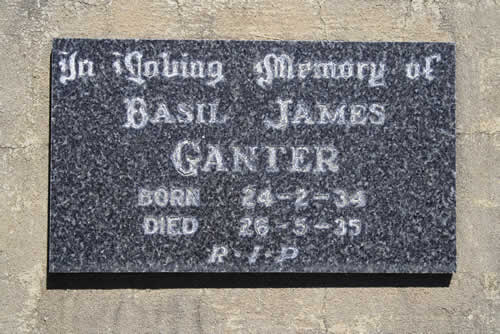 In Loving Memory of
BASIL JAMES
GANTER
BORN 24-2-34
DIED 26-5-35
R·I·P